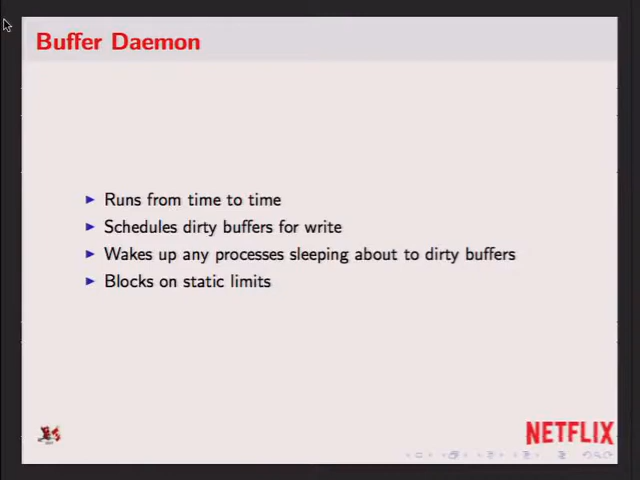 Buffer Daemon
Runs from time to time
Schedules dirty buffers for write
Wakes up any processes sleeping about to dirty buffers
Blocks on static limits
NETFLIX